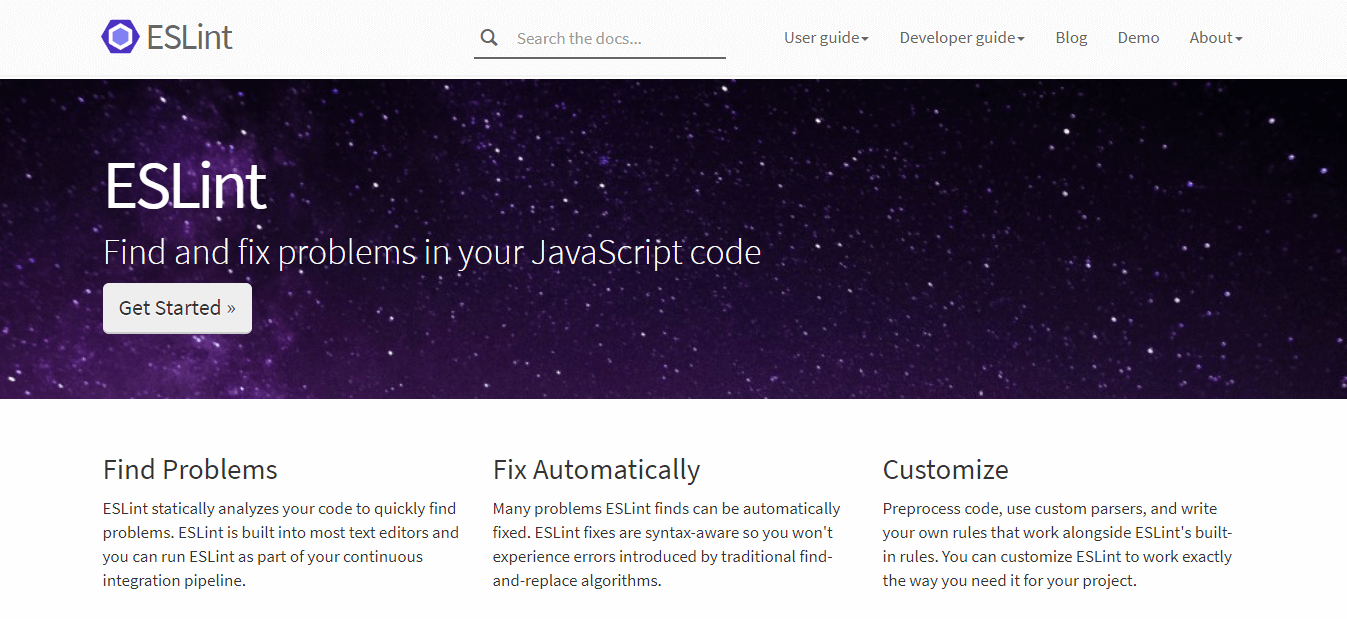 ESLint
Search the docs...
User guide
Developer guide
Blog
Demo
About
ESLint
Find and fix problems in your JavaScript code
Get Started »
Find Problems
ESLint statically analyzes your code to quickly find
problems. ESLint is built into most text editors and
you can run ESLint as part of your continuous
integration pipeline.
Fix Automatically
Many problems ESLint finds can be automatically
fixed. ESLint fixes are syntax-aware so you won't
experience errors introduced by traditional find-
and-replace algorithms.
Customize
Preprocess code, use custom parsers, and write
your own rules that work alongside ESLint's built-
in rules. You can customize ESLint to work exactly
the way you need it for your project.